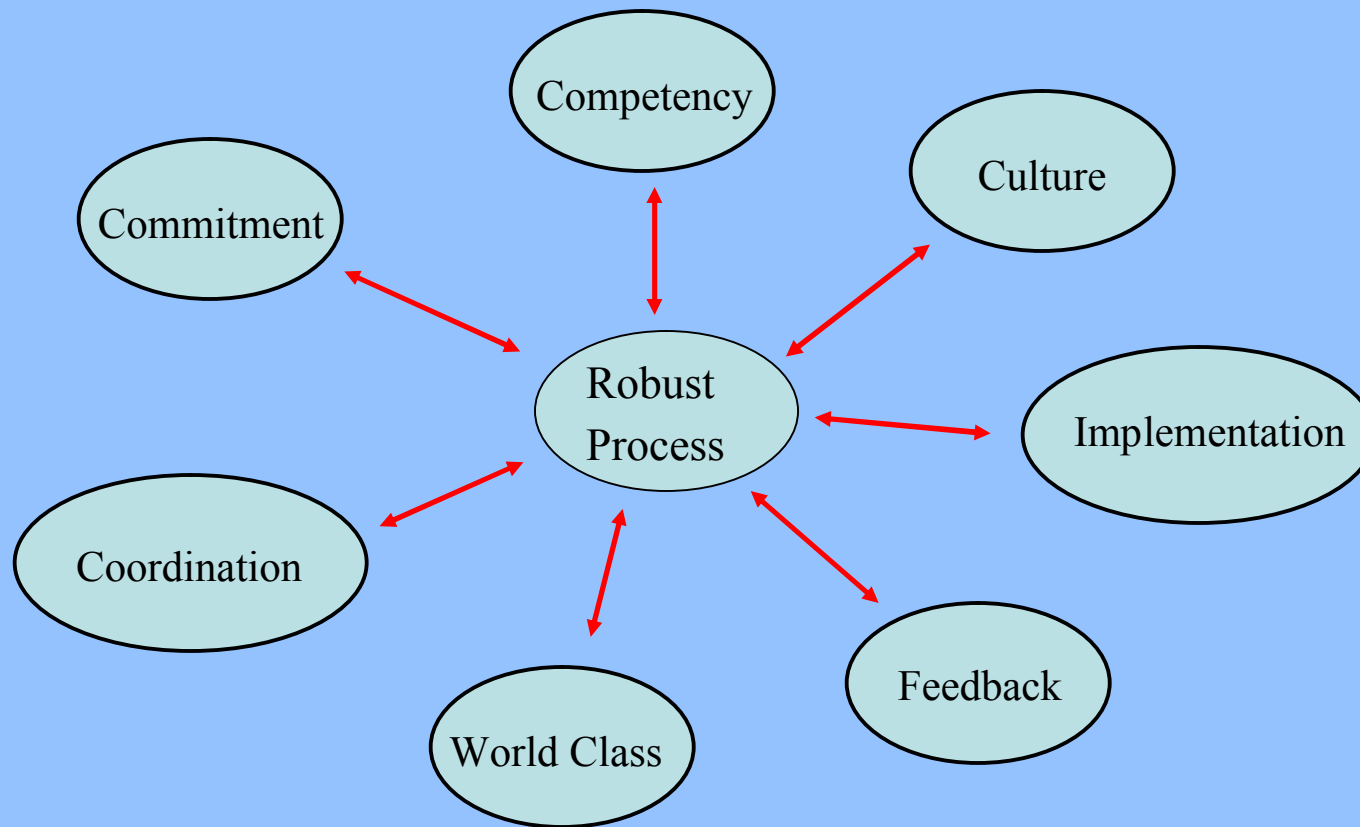 Competency
Culture
Commitment
Robust
Process
Implementation
Coordination
Feedback
World Class